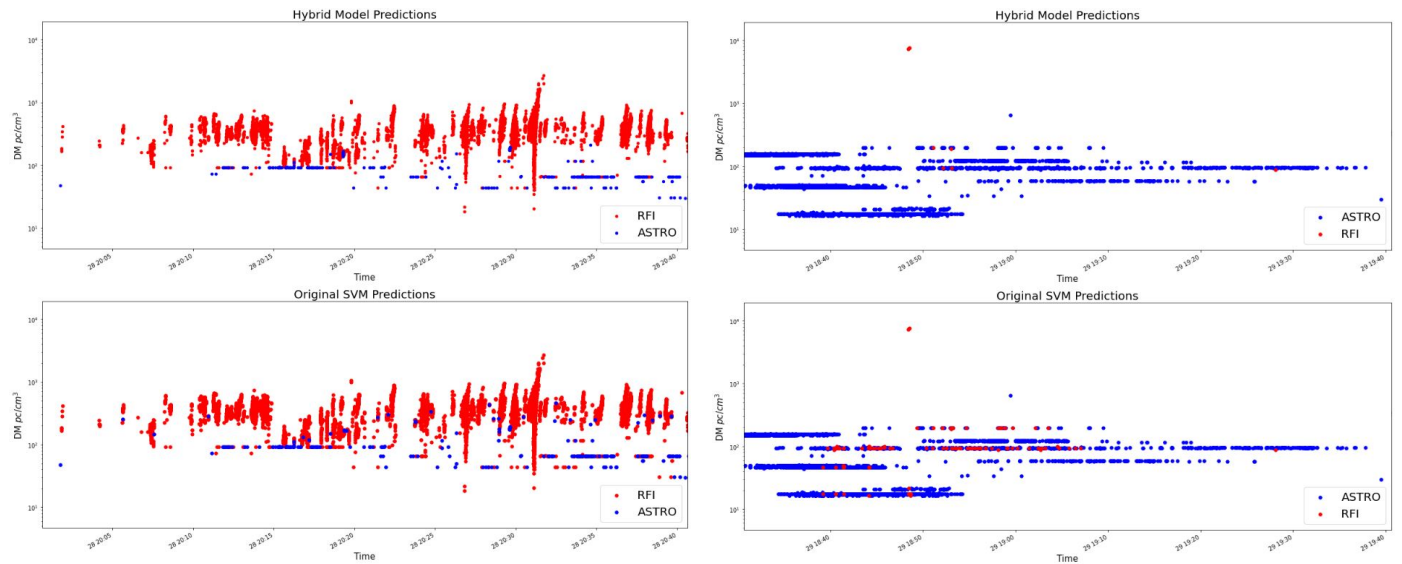 Hybrid Model Predictions
DM pc/cm³
10⁴
10³
10²
10¹
RFI
ASTRO
28 20:05
28 20:10
28 20:15
28 20:20
28 20:25
28 20:30
28 20:35
28 20:40
Time
Hybrid Model Predictions
DM pc/cm³
10⁴
10³
10²
10¹
ASTRO
RFI
29 18:40
29 18:50
29 19:00
29 19:10
29 19:20
29 19:30
29 19:40
Time
Original SVM Predictions
DM pc/cm³
10⁴
10³
10²
10¹
RFI
ASTRO
28 20:05
28 20:10
28 20:15
28 20:20
28 20:25
28 20:30
28 20:35
28 20:40
Time
Original SVM Predictions
DM pc/cm³
10⁴
10³
10²
10¹
ASTRO
RFI
29 18:40
29 18:50
29 19:00
29 19:10
29 19:20
29 19:30
29 19:40
Time